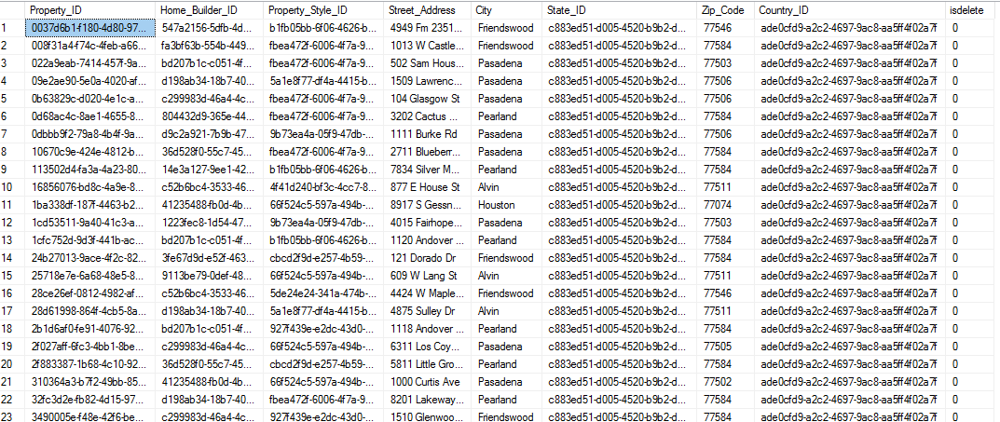 Property_ID Home_Builder_ID Property_Style_ID Street_Address City State_ID Zip_Code Country_ID isdelete
1 0037d6b1-f180-4d80-97... 547a2156-5dfb-4d... b1fb05bb-6f06-4626-b... 4949 Fm 2351... Friendswood c883ed51-d005-4520-b9b2-d... 77546 ade0cfd9-a2c2-4697-9ac8-aa5ff4f02a7f 0
2 008f31a4-f74c-4feb-a66... fa3bf63b-554b-449... fbea472f-6006-4f7a-9... 1013 W Castle... Friendswood c883ed51-d005-4520-b9b2-d... 77584 ade0cfd9-a2c2-4697-9ac8-aa5ff4f02a7f 0
3 022a9eab-7414-457f-9a... bd207b1c-c051-4f... fbea472f-6006-4f7a-9... 502 Sam Hous... Pasadena c883ed51-d005-4520-b9b2-d... 77503 ade0cfd9-a2c2-4697-9ac8-aa5ff4f02a7f 0
4 09e2ae90-5e0a-4020-af... d198ab34-18b7-40... 5a1e8f77-df4a-4415-b... 1509 Lawrenc... Pasadena c883ed51-d005-4520-b9b2-d... 77506 ade0cfd9-a2c2-4697-9ac8-aa5ff4f02a7f 0
5 0b63829c-d020-4e1c-a... c299983d-46a4-4c... fbea472f-6006-4f7a-9... 104 Glasgow St Pasadena c883ed51-d005-4520-b9b2-d... 77506 ade0cfd9-a2c2-4697-9ac8-aa5ff4f02a7f 0
6 0d68ac4c-8ae1-4655-8... 804432d9-365e-44... fbea472f-6006-4f7a-9... 3202 Cactus ... Pearland c883ed51-d005-4520-b9b2-d... 77584 ade0cfd9-a2c2-4697-9ac8-aa5ff4f02a7f 0
7 0dbbb9f2-79a8-4b4f-9a... d9c2a921-7b9b-47... 9b73ea4a-05f9-47db-... 1111 Burke Rd Pasadena c883ed51-d005-4520-b9b2-d... 77506 ade0cfd9-a2c2-4697-9ac8-aa5ff4f02a7f 0
8 10670c9e-424e-4812-b... 36d528f0-55c7-45... fbea472f-6006-4f7a-9... 2711 Blueberr... Pasadena c883ed51-d005-4520-b9b2-d... 77584 ade0cfd9-a2c2-4697-9ac8-aa5ff4f02a7f 0
9 113502d4-fa3a-4a23-80... 14e3a127-9ee1-42... b1fb05bb-6f06-4626-b... 7834 Silver M... Pearland c883ed51-d005-4520-b9b2-d... 77584 ade0cfd9-a2c2-4697-9ac8-aa5ff4f02a7f 0
10 16856076-bd8c-4a9e-8... c52b6bc4-3533-46... 4f41d240-bf3c-4cc7-8... 877 E House St Alvin c883ed51-d005-4520-b9b2-d... 77511 ade0cfd9-a2c2-4697-9ac8-aa5ff4f02a7f 0
11 1ba338df-187f-4463-b2... 41235488-fb0d-4b... 66f524c5-597a-494b-... 8917 S Gessn... Houston c883ed51-d005-4520-b9b2-d... 77074 ade0cfd9-a2c2-4697-9ac8-aa5ff4f02a7f 0
12 1cd53511-9a40-41c3-a... 1223fec8-1d54-47... 9b73ea4a-05f9-47db-... 4015 Fairhope... Pasadena c883ed51-d005-4520-b9b2-d... 77503 ade0cfd9-a2c2-4697-9ac8-aa5ff4f02a7f 0
13 1cfc752d-9d3f-441b-ac... d198ab34-18b7-40... b1fb05bb-6f06-4626-b... 1120 Andover ... Pearland c883ed51-d005-4520-b9b2-d... 77584 ade0cfd9-a2c2-4697-9ac8-aa5ff4f02a7f 0
14 24b27013-9ace-4f2c-82... 3fe67d9d-e52f-463... cbcd2f9d-e257-4b59-... 121 Dorado Dr Friendswood c883ed51-d005-4520-b9b2-d... 77584 ade0cfd9-a2c2-4697-9ac8-aa5ff4f02a7f 0
15 25718e7e-6a68-48e5-8... 9113be79-0def-48... 66f524c5-597a-494b-... 609 W Lang St Alvin c883ed51-d005-4520-b9b2-d... 77511 ade0cfd9-a2c2-4697-9ac8-aa5ff4f02a7f 0
16 28ce26ef-0812-4982-af... c52b6bc4-3533-46... 5de24e24-341a-474b-... 4424 W Maple... Friendswood c883ed51-d005-4520-b9b2-d... 77546 ade0cfd9-a2c2-4697-9ac8-aa5ff4f02a7f 0
17 28d61998-864f-4cb5-8a... d198ab34-18b7-40... 5a1e8f77-df4a-4415-b... 4875 Sulley Dr Alvin c883ed51-d005-4520-b9b2-d... 77511 ade0cfd9-a2c2-4697-9ac8-aa5ff4f02a7f 0
18 2b1d6af0-fe91-4076-92... bd207b1c-c051-4f... 927f439e-e2dc-43d0-... 1118 Andover ... Pearland c883ed51-d005-4520-b9b2-d... 77584 ade0cfd9-a2c2-4697-9ac8-aa5ff4f02a7f 0
19 2f027aff-6fc3-4bb1-8be... c299983d-46a4-4c... 66f524c5-597a-494b-... 6311 Los Coy... Pasadena c883ed51-d005-4520-b9b2-d... 77505 ade0cfd9-a2c2-4697-9ac8-aa5ff4f02a7f 0
20 2f883387-1b68-4c10-92... 36d528f0-55c7-45... cbcd2f9d-e257-4b59-... 5811 Little Gro... Pearland c883ed51-d005-4520-b9b2-d... 77584 ade0cfd9-a2c2-4697-9ac8-aa5ff4f02a7f 0
21 310364a3-b7f2-49bb-85... 41235488-fb0d-4b... 66f524c5-597a-494b-... 1000 Curtis Ave Pasadena c883ed51-d005-4520-b9b2-d... 77502 ade0cfd9-a2c2-4697-9ac8-aa5ff4f02a7f 0
22 32fc3d2e-fb82-4d15-97... d198ab34-18b7-40... fbea472f-6006-4f7a-9... 8201 Lakeway... Pearland c883ed51-d005-4520-b9b2-d... 77584 ade0cfd9-a2c2-4697-9ac8-aa5ff4f02a7f 0
23 3490005e-f48e-42f6-be... c299983d-46a4-4c... 927f439e-e2dc-43d0-... 1510 Glenwoo... Friendswood c883ed51-d005-4520-b9b2-d... 77584 ade0cfd9-a2c2-4697-9ac8-aa5ff4f02a7f 0